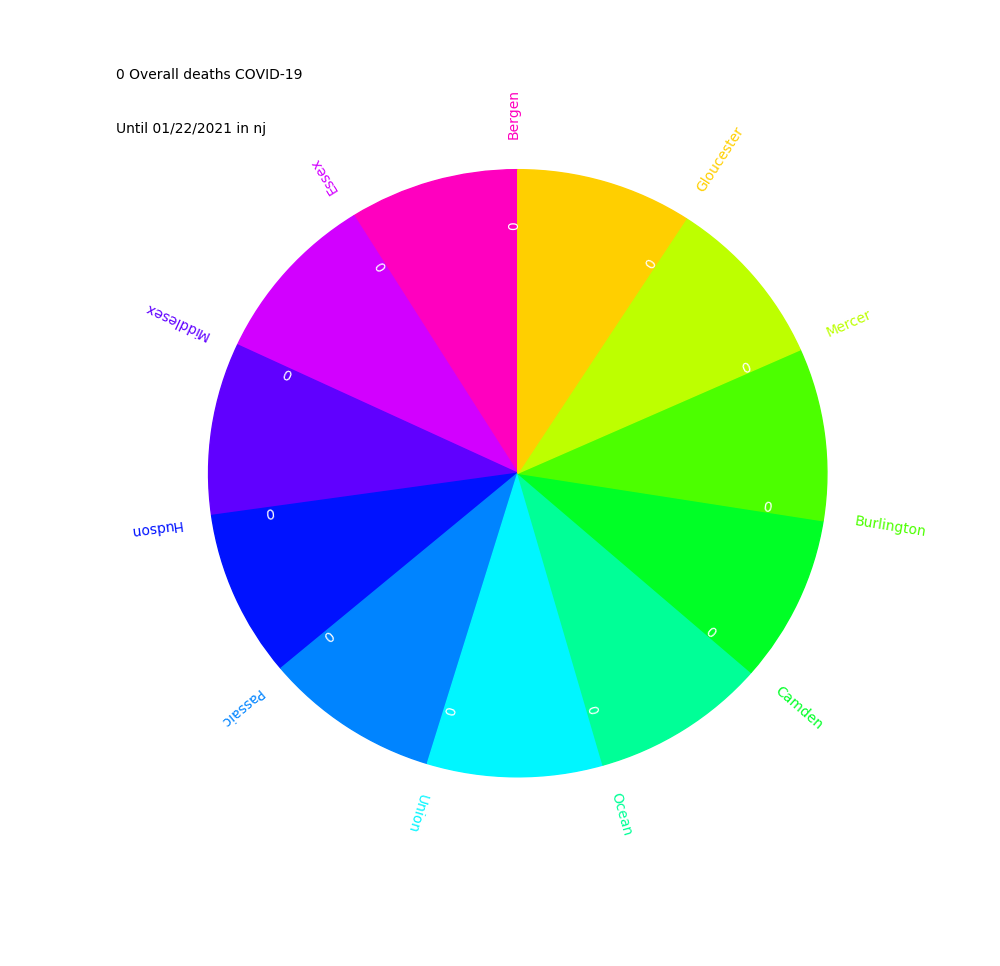 0 Overall deaths COVID-19
Until 01/22/2021 in nj
Bergen
0
Gloucester
0
Mercer
0
Burlington
0
Camden
0
Ocean
0
Union
0
Passaic
0
Hudson
0
Middlesex
0
Essex
0